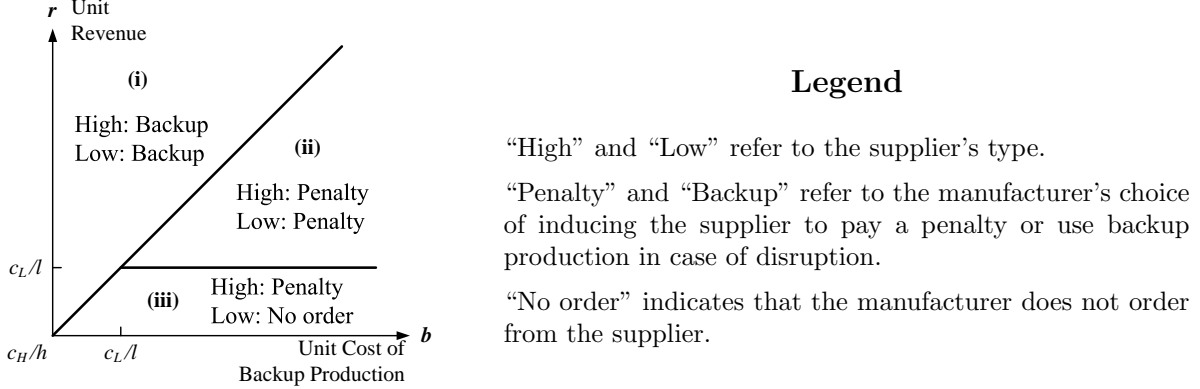 r Unit
Revenue
(i)
High: Backup
Low: Backup
(ii)
High: Penalty
Low: Penalty
c_L/l
(iii)
High: Penalty
Low: No order
b
c_H/h
c_L/l
Unit Cost of
Backup Production
Legend
“High” and “Low” refer to the supplier’s type.
“Penalty” and “Backup” refer to the manufacturer’s choice
of inducing the supplier to pay a penalty or use backup
production in case of disruption.
“No order” indicates that the manufacturer does not order
from the supplier.